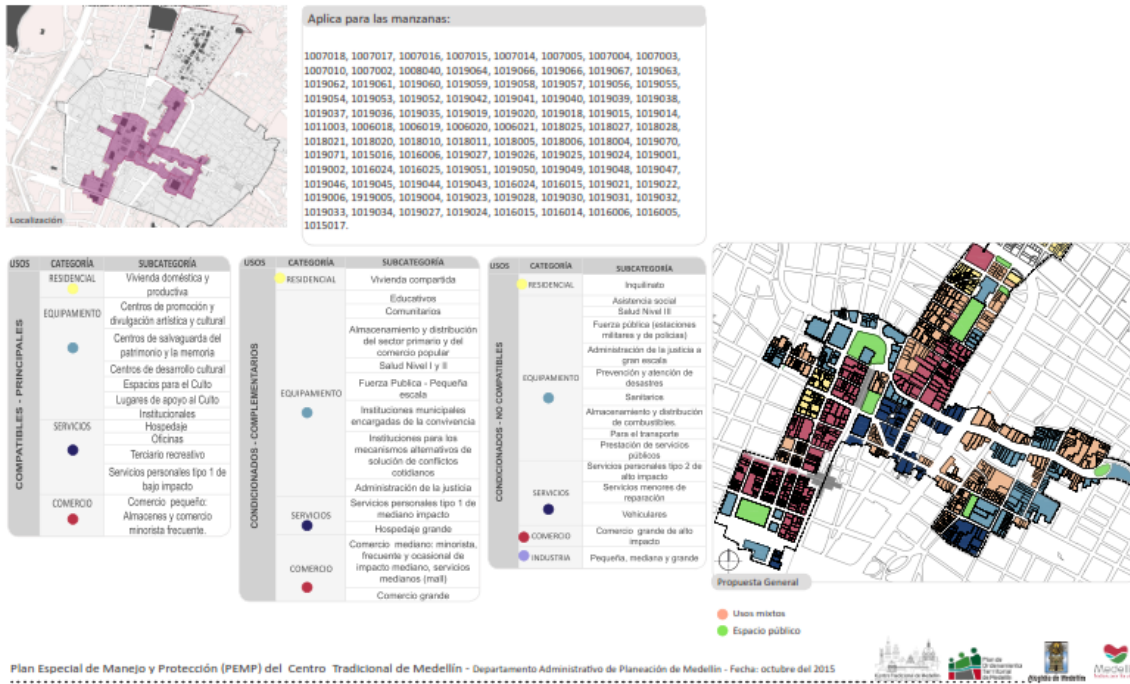 Localización
Aplica para las manzanas:
1007018, 1007017, 1007016, 1007015, 1007014, 1007005, 1007004, 1007003,
1007010, 1007002, 1008040, 1019064, 1019066, 1019066, 1019067, 1019063,
1019062, 1019061, 1019060, 1019059, 1019058, 1019057, 1019056, 1019055,
1019054, 1019053, 1019052, 1019042, 1019041, 1019040, 1019039, 1019038,
1019037, 1019036, 1019035, 1019019, 1019020, 1019018, 1019015, 1019014,
1011003, 1006018, 1006019, 1006020, 1006021, 1018025, 1018027, 1018028,
1018021, 1018020, 1018010, 1018011, 1018005, 1018006, 1018004, 1019070,
1019071, 1015016, 1016006, 1019027, 1019026, 1019025, 1019024, 1019001,
1019002, 1016024, 1016025, 1019051, 1019050, 1019049, 1019048, 1019047,
1019046, 1019045, 1019044, 1019043, 1016024, 1016015, 1019021, 1019022,
1019006, 1919005, 1019004, 1019023, 1019028, 1019030, 1019031, 1019032,
1019033, 1019034, 1019027, 1019024, 1016015, 1016014, 1016006, 1016005,
1015017.
USOS CATEGORÍA SUBCATEGORÍA
COMPATIBLES - PRINCIPALES
RESIDENCIAL
Vivienda doméstica y
productiva
EQUIPAMIENTO
Centros de promoción y
divulgación artística y cultural
Centros de salvaguarda del
patrimonio y la memoria
Centros de desarrollo cultural
Espacios para el Culto
Lugares de apoyo al Culto
Institucionales
SERVICIOS
Hospedaje
Oficinas
Terciario recreativo
Servicios personales tipo 1 de
bajo impacto
COMERCIO
Comercio pequeño:
Almacenes y comercio
minorista frecuente.
USOS CATEGORÍA SUBCATEGORÍA
CONDICIONADOS - COMPLEMENTARIOS
RESIDENCIAL
Vivienda compartida
EQUIPAMIENTO
Educativos
Comunitarios
Almacenamiento y distribución
del sector primario y del
comercio popular
Salud Nivel I y II
Fuerza Publica - Pequeña
escala
Instituciones municipales
encargadas de la convivencia
Instituciones para los
mecanismos alternativos de
solución de conflictos
cotidianos
Administración de la justicia
SERVICIOS
Servicios personales tipo 1 de
mediano impacto
Hospedaje grande
COMERCIO
Comercio mediano: minorista,
frecuente y ocasional de
impacto mediano, servicios
medianos (mall)
Comercio grande
USOS CATEGORÍA SUBCATEGORÍA
CONDICIONADOS - NO COMPATIBLES
RESIDENCIAL
Inquilinato
EQUIPAMIENTO
Asistencia social
Salud Nivel III
Fuerza pública (estaciones
militares y de policías)
Administración de la justicia a
gran escala
Prevención y atención de
desastres
Sanitarios
Almacenamiento y distribución
de combustibles.
Para el transporte
Prestación de servicios
públicos
SERVICIOS
Servicios personales tipo 2 de
alto impacto
Servicios menores de
reparación
Vehiculares
COMERCIO
Comercio grande de alto
impacto
INDUSTRIA
Pequeña, mediana y grande
Propuesta General
Usos mixtos
Espacio público
Plan Especial de Manejo y Protección (PEMP) del Centro Tradicional de Medellín - Departamento Administrativo de Planeación de Medellín - Fecha: octubre del 2015
Centro Tradicional de Medellín
Plan de
Ordenamiento
Territorial
de Medellín
Alcaldía de Medellín
Medellín